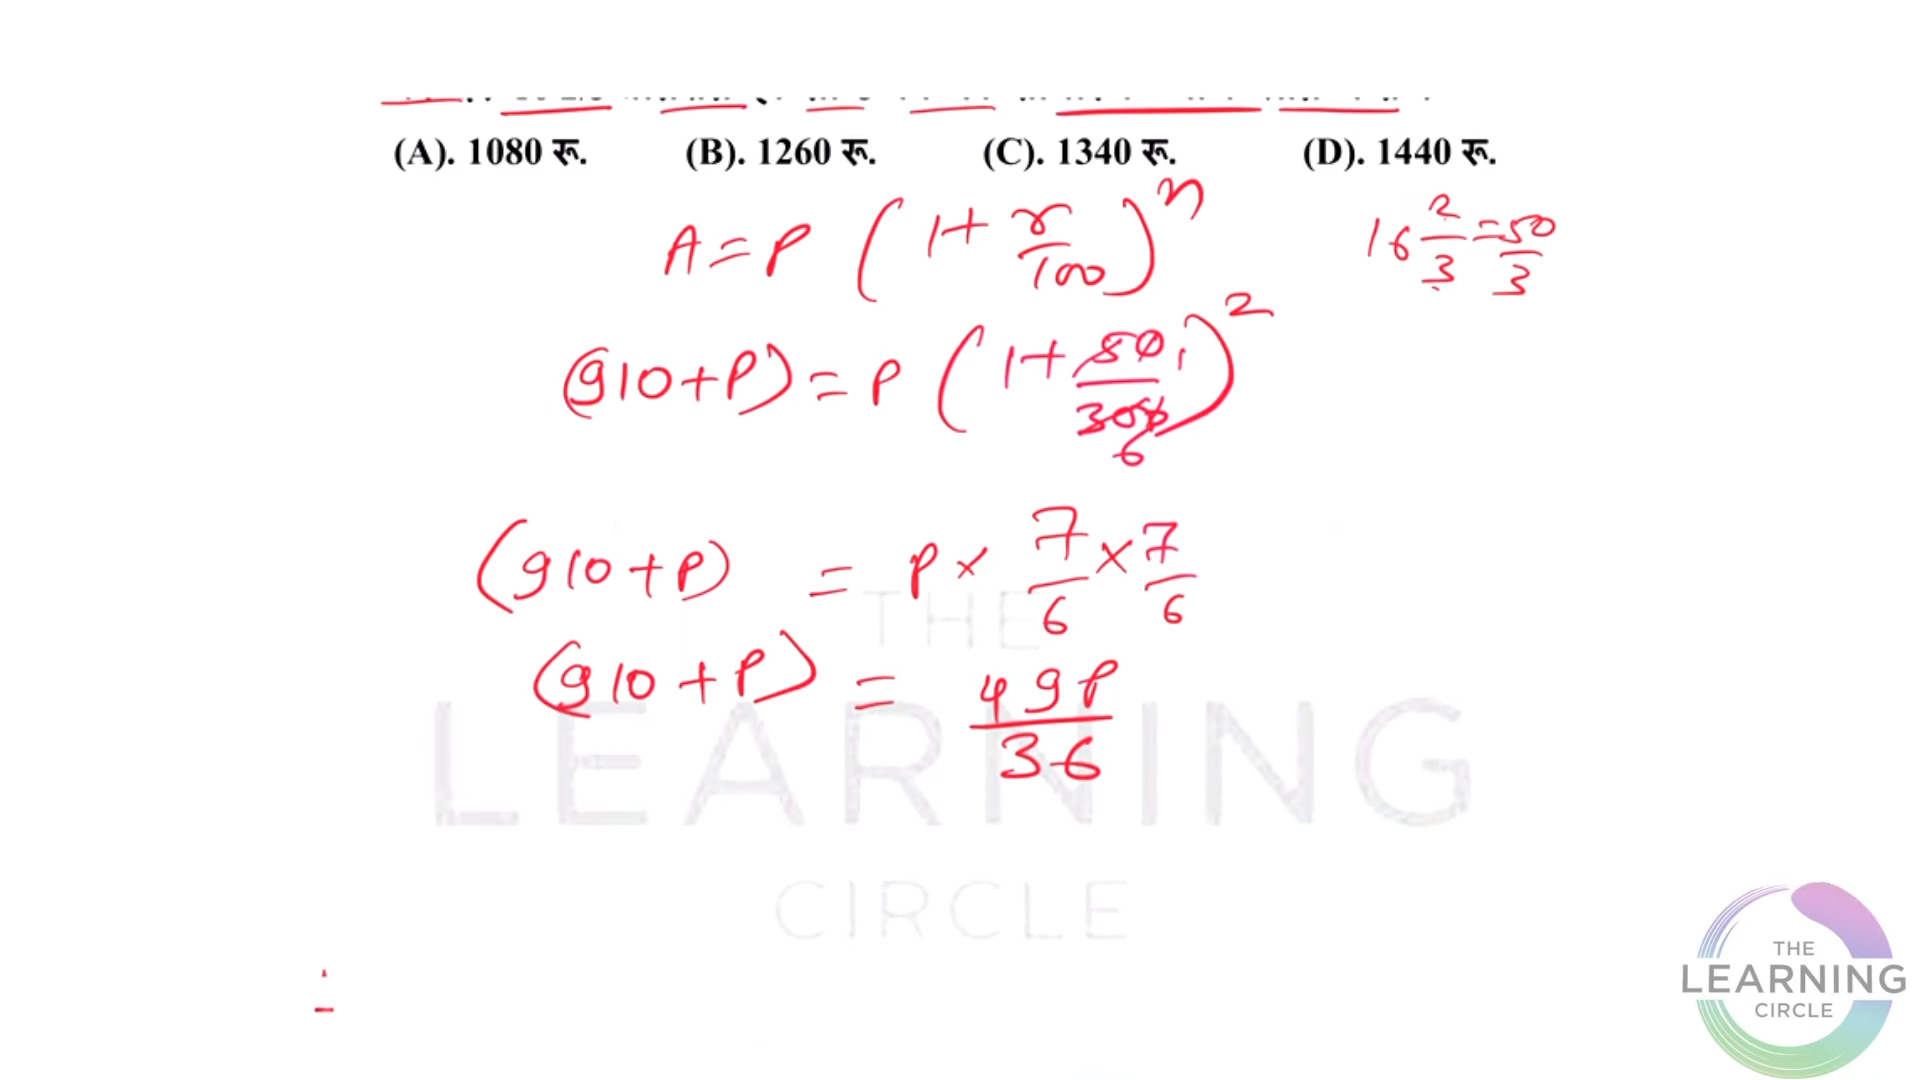 (A). 1080 रू. (B). 1260 रू. (C). 1340 रू. (D). 1440 रू.
A = P (1 + r/100)^n
16 2/3 = 50/3
(910 + P) = P (1 + 50/300 1/6)^2
(910 + P) = P × 7/6 × 7/6
(910 + P) = 49P/36
THE
LEARNING
CIRCLE
THE
LEARNING
CIRCLE